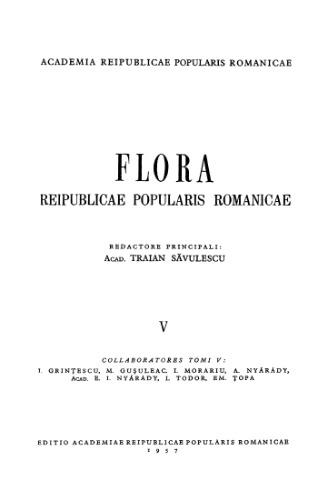 ACADEMIA REIPUBLICAE POPULARIS ROMANICAE
FLORA
REIPUBLICAE POPULARIS ROMANICAE
REDACTORE PRINCIPALI:
ACAD. TRAIAN SĂVULESCU
V
COLLABORATORES TOMI V:
I. GRINȚESCU, M. GUȘULEAC, I. MORARIU, A. NYÁRÁDY,
ACAD. E. I. NYÁRÁDY, I. TODOR, EM. ȚOPA
EDITIO ACADEMIAE REIPUBLICAE POPULARIS ROMANICAE
1957